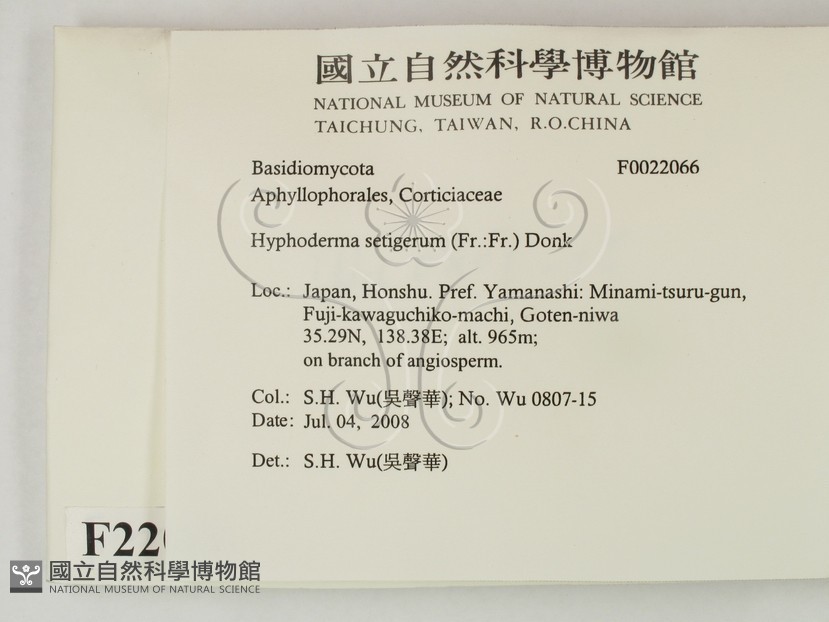 國立自然科學博物館
NATIONAL MUSEUM OF NATURAL SCIENCE
TAICHUNG, TAIWAN, R.O.CHINA
Basidiomycota F0022066
Aphyllophorales, Corticiaceae
Hyphoderma setigerum (Fr.:Fr.) Donk
Loc.: Japan, Honshu. Pref. Yamanashi: Minami-tsuru-gun,
Fuji-kawaguchiko-machi, Goten-niwa
35.29N, 138.38E; alt. 965m;
on branch of angiosperm.
Col.: S.H. Wu(吳聲華); No. Wu 0807-15
Date: Jul. 04, 2008
Det.: S.H. Wu(吳聲華)
國立自然科學博物館
NATIONAL MUSEUM OF NATURAL SCIENCE